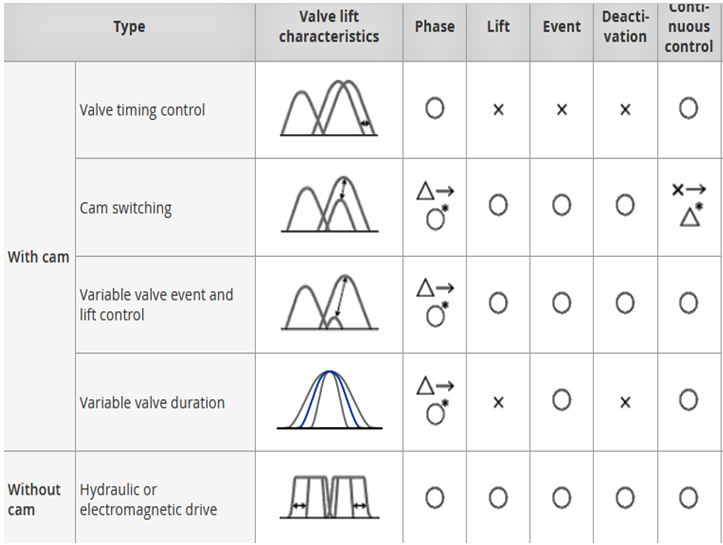 Type
Valve lift
characteristics
Phase
Lift
Event
Deacti-
vation
Conti-
nuous
control
With cam
Valve timing control
○ × × × ○
Cam switching
△→
○* ○ ○ ○ ×→
△*
Variable valve event and
lift control
△→
○* ○ ○ ○ ○
Variable valve duration
△→
○* × ○ × ○
Without
cam
Hydraulic or
electromagnetic drive
○ ○ ○ ○ ○